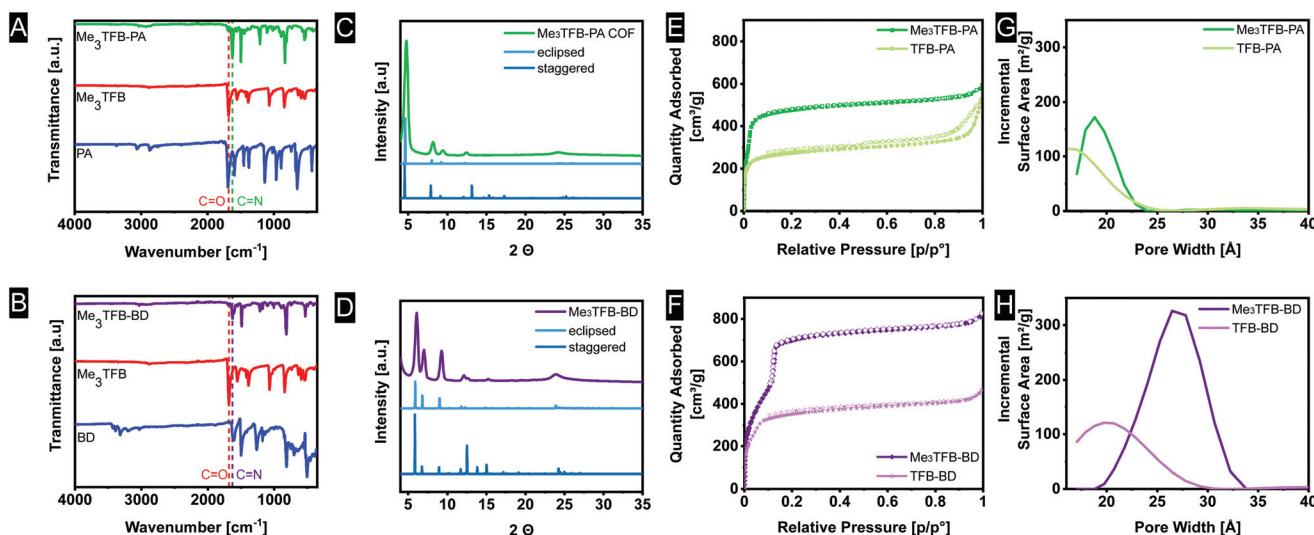 A
Transmittance [a.u.]
Me3TFB-PA
Me3TFB
PA
C=O
C=N
4000 3000 2000 1000
Wavenumber [cm-1]
C
Intensity [a.u]
Me3TFB-PA COF
eclipsed
staggered
5 10 15 20 25 30 35
2 Θ
E
Quantity Adsorbed
[cm³/g]
800
600
400
200
0
Me3TFB-PA
TFB-PA
0 0.2 0.4 0.6 0.8 1
Relative Pressure [p/p°]
G
Incremental
Surface Area [m²/g]
300
200
100
0
Me3TFB-PA
TFB-PA
20 25 30 35 40
Pore Width [Å]
B
Tranmittance [a.u]
Me3TFB-BD
Me3TFB
BD
C=O
C=N
4000 3000 2000 1000
Wavenumber [cm-1]
D
Intensity [a.u.]
Me3TFB-BD
eclipsed
staggered
5 10 15 20 25 30 35
2 Θ
F
Quantity Adsorbed
[cm³/g]
800
600
400
200
0
Me3TFB-BD
TFB-BD
0 0.2 0.4 0.6 0.8 1
Relative Pressure [p/p°]
H
Incremental
Surface Area [m²/g]
300
200
100
0
Me3TFB-BD
TFB-BD
20 25 30 35 40
Pore Width [Å]